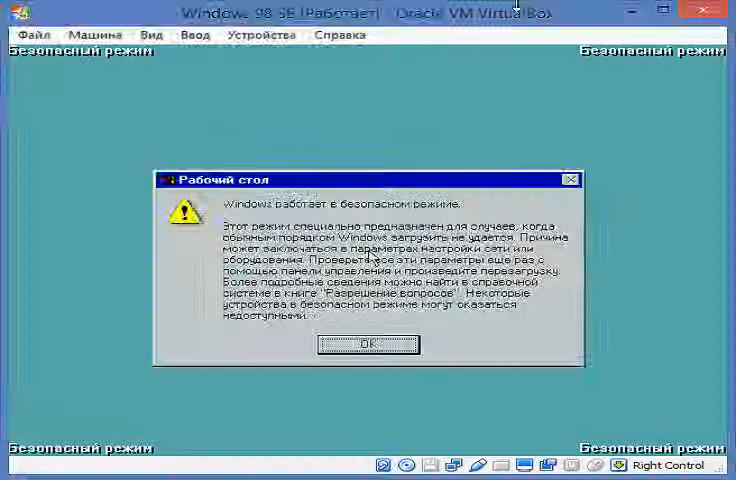 Windows 98 SE [Работает] - Oracle VM VirtualBox
Файл Машина Вид Ввод Устройства Справка
Безопасный режим Безопасный режим
Рабочий стол
Windows работает в безопасном режиме.
Этот режим специально предназначен для случаев, когда
обычным порядком Windows загрузить не удается. Причина
может заключаться в параметрах настройки сети или
оборудования. Проверьте все эти параметры еще раз с
помощью панели управления и произведите перезагрузку.
Более подробные сведения можно найти в справочной
системе в книге "Разрешение вопросов". Некоторые
устройства в безопасном режиме могут оказаться
недоступными.
OK
Безопасный режим Безопасный режим
Right Control